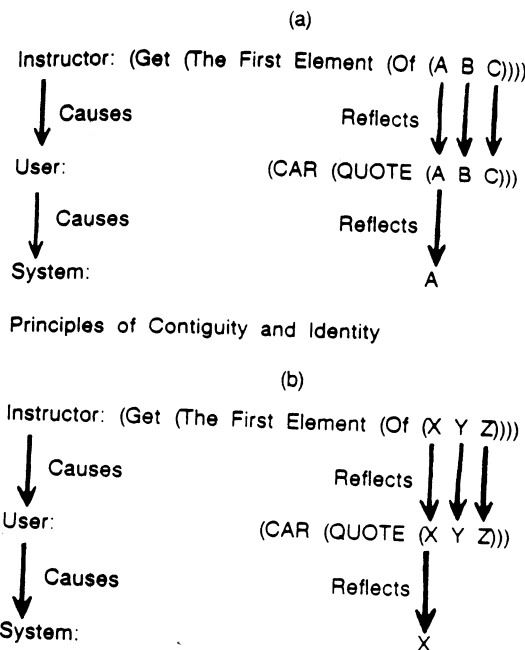 (a)
Instructor: (Get (The First Element (Of (A B C))))
Causes Reflects
User: (CAR (QUOTE (A B C)))
Causes Reflects
System: A
Principles of Contiguity and Identity
(b)
Instructor: (Get (The First Element (Of (X Y Z))))
Causes Reflects
User: (CAR (QUOTE (X Y Z)))
Causes Reflects
System: X